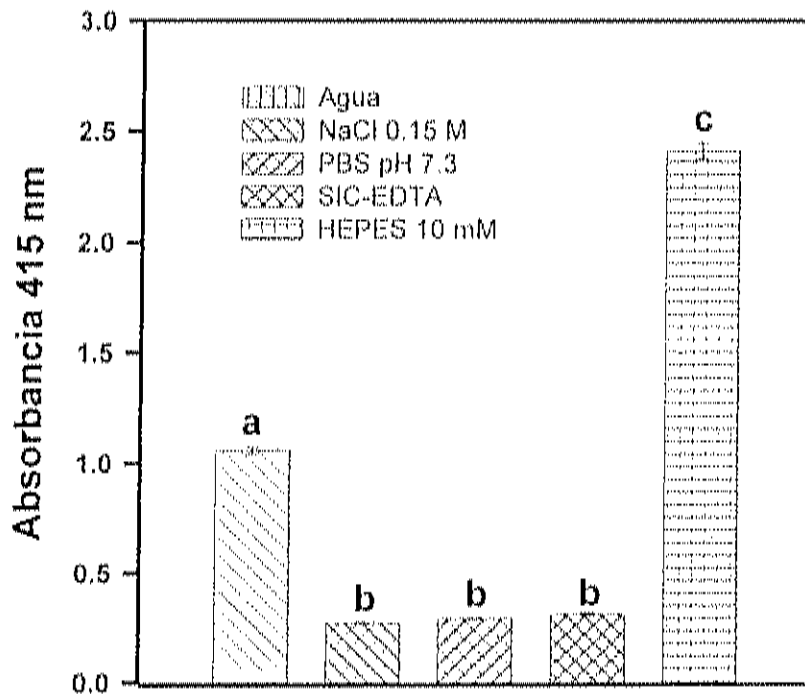 3.0
2.5
2.0
1.5
1.0
0.5
0.0
Absorbancia 415 nm
Agua
NaCl 0.15 M
PBS pH 7.3
SIC-EDTA
HEPES 10 mM
a
b
b
b
c